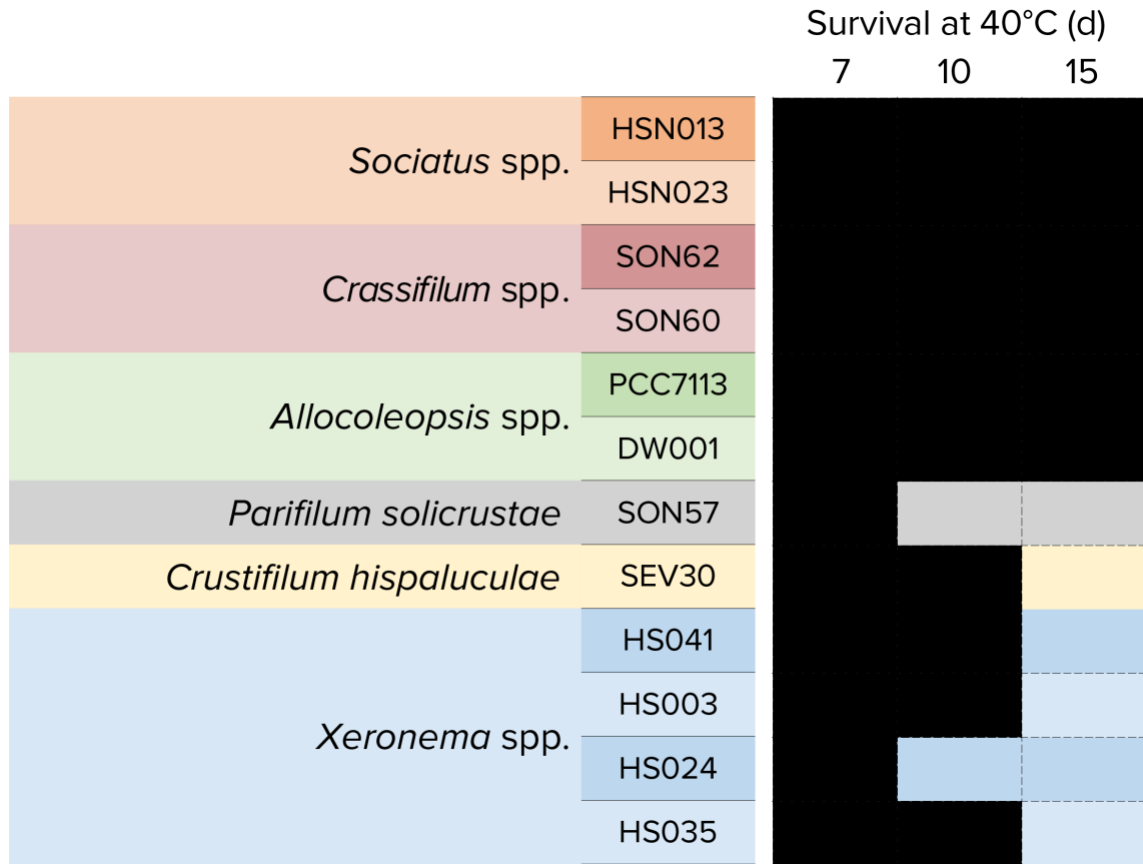 Survival at 40°C (d)
7 10 15
HSN013
Sociatus spp.
HSN023
SON62
Crassifilum spp.
SON60
PCC7113
Allocoleopsis spp.
DW001
Parifilum solicrustae SON57
Crustifilum hispaluculae SEV30
HS041
HS003
Xeronema spp.
HS024
HS035